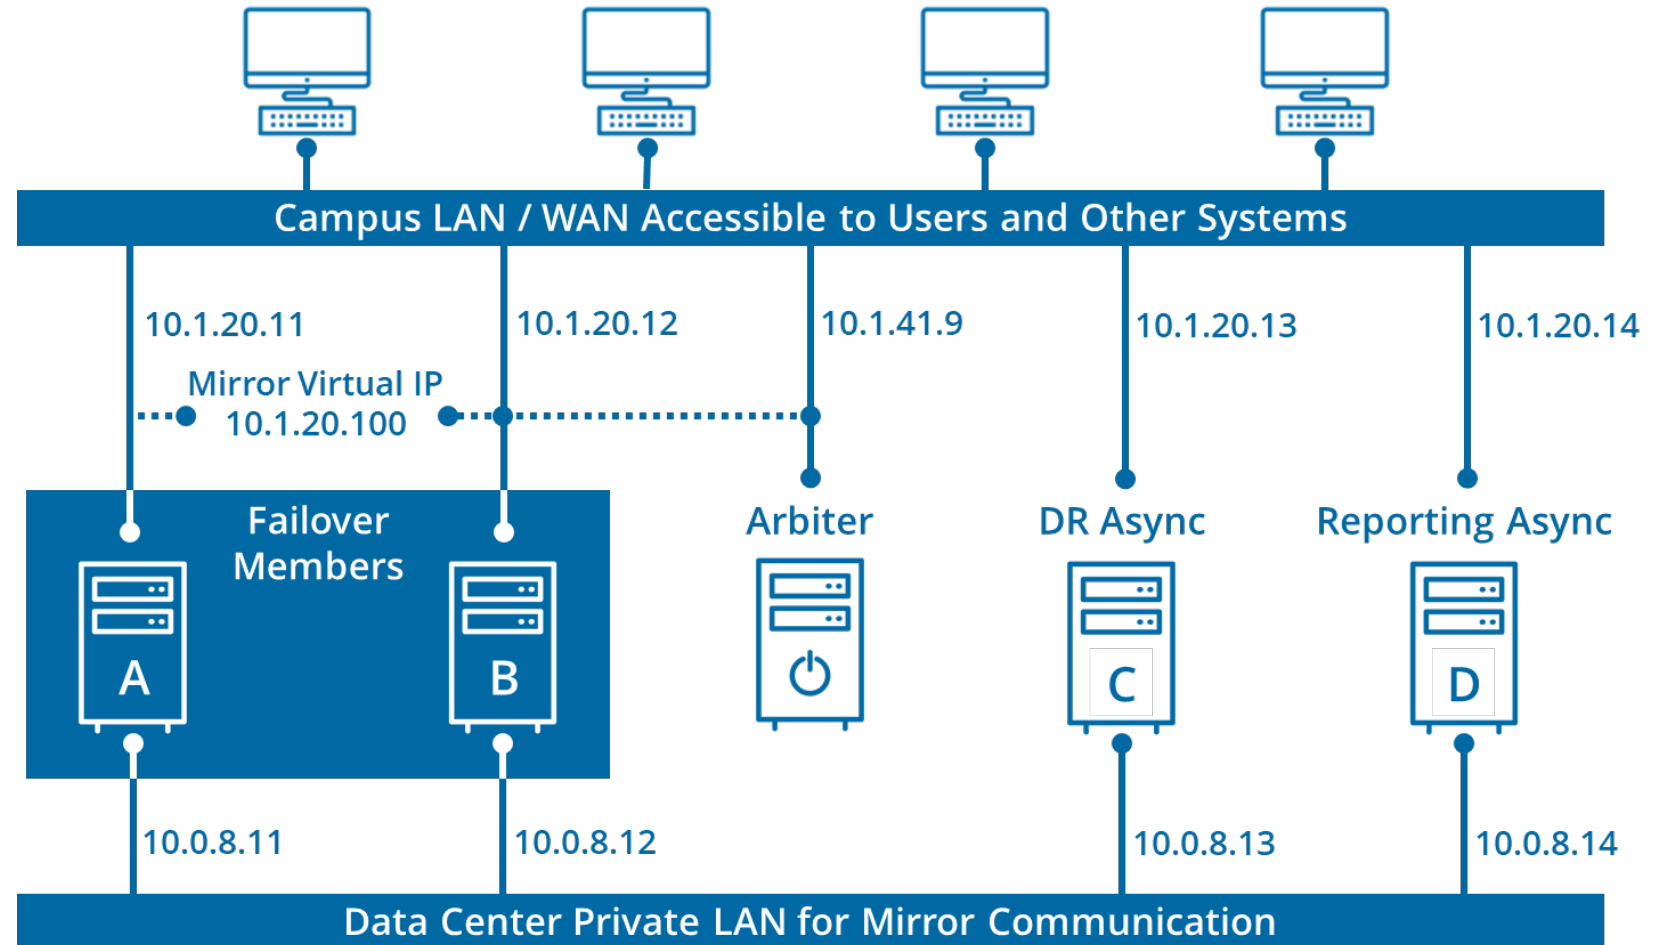 Campus LAN / WAN Accessible to Users and Other Systems
10.1.20.11
10.1.20.12
10.1.41.9
10.1.20.13
10.1.20.14
Mirror Virtual IP
10.1.20.100
Failover
Members
Arbiter
DR Async
Reporting Async
A
B
C
D
10.0.8.11
10.0.8.12
10.0.8.13
10.0.8.14
Data Center Private LAN for Mirror Communication